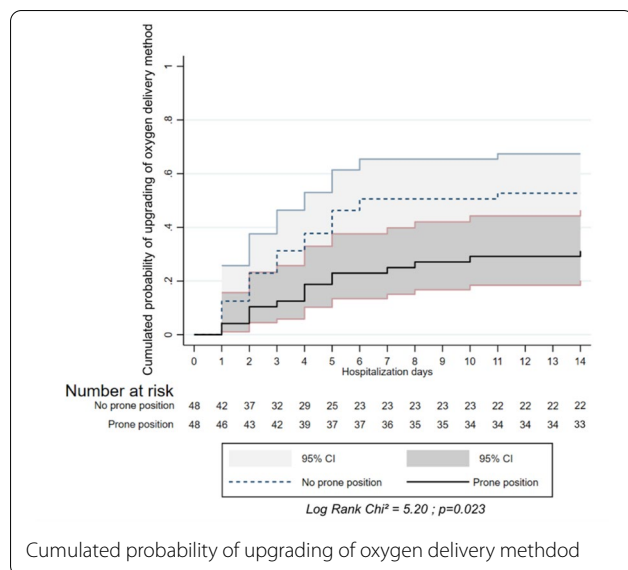 Cumulated probability of upgrading of oxygen delivery method
1
.8
.6
.4
.2
0
0 1 2 3 4 5 6 7 8 9 10 11 12 13 14
Hospitalization days
Number at risk
No prone position 48 42 37 32 29 25 23 23 23 23 23 22 22 22 22
Prone position 48 46 43 42 39 37 37 36 35 35 34 34 34 34 33
95% CI 95% CI
No prone position Prone position
Log Rank Chi² = 5.20 ; p=0.023
Cumulated probability of upgrading of oxygen delivery methdod